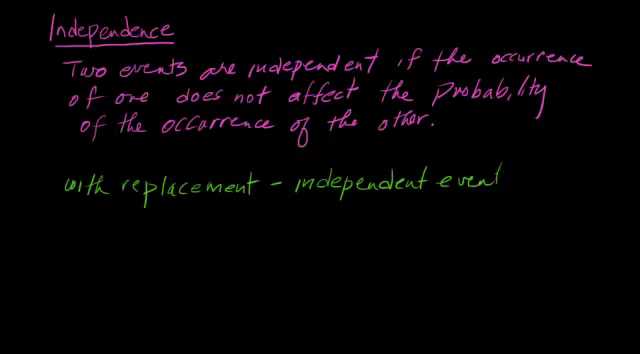 Independence
Two events are independent if the occurrence
of one does not affect the Probability
of the occurrence of the other.
with replacement - independent event